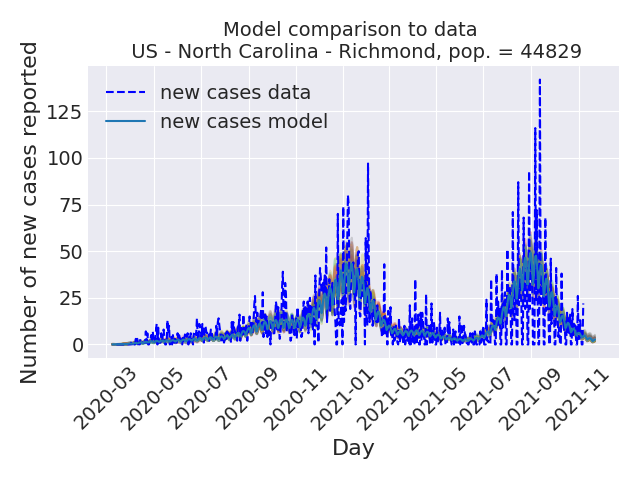 Model comparison to data
US - North Carolina - Richmond, pop. = 44829
new cases data
new cases model
Number of new cases reported
125
100
75
50
25
0
2020-03
2020-05
2020-07
2020-09
2020-11
2021-01
2021-03
2021-05
2021-07
2021-09
2021-11
Day